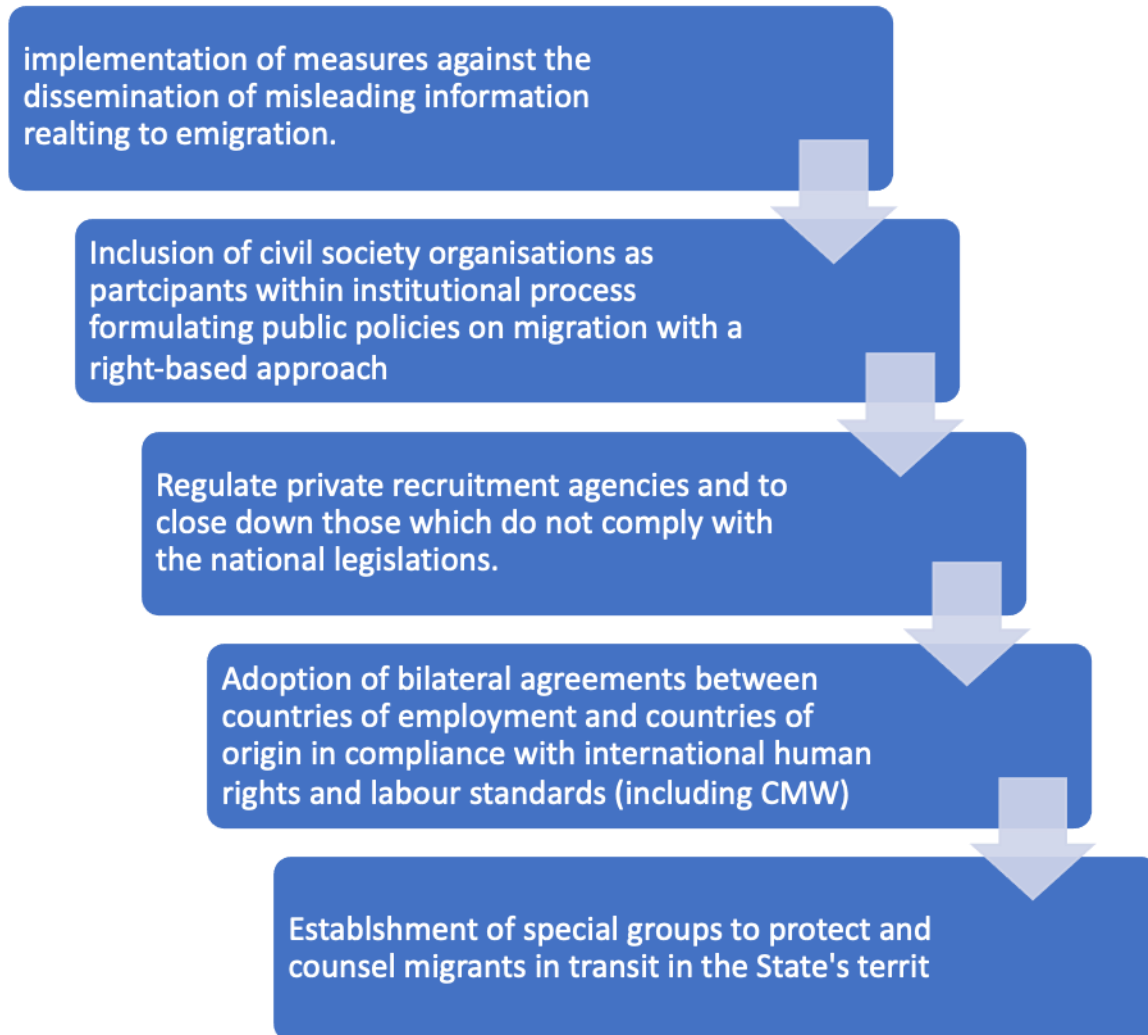 implementation of measures against the
dissemination of misleading information
realting to emigration.
Inclusion of civil society organisations as
partcipants within institutional process
formulating public policies on migration with a
right-based approach
Regulate private recruitment agencies and to
close down those which do not comply with
the national legislations.
Adoption of bilateral agreements between
countries of employment and countries of
origin in compliance with international human
rights and labour standards (including CMW)
Establshment of special groups to protect and
counsel migrants in transit in the State's territ